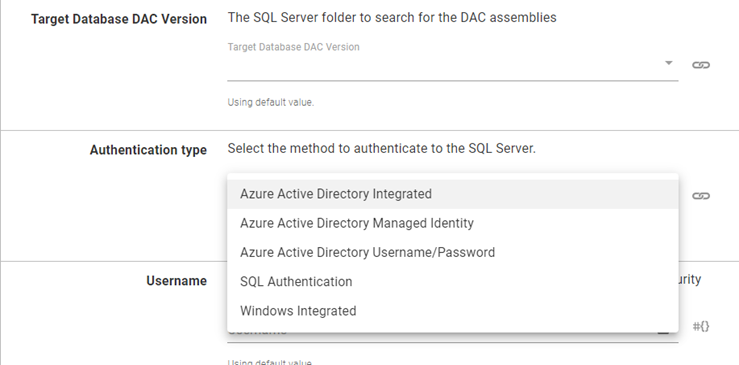 Target Database DAC Version
The SQL Server folder to search for the DAC assemblies
Target Database DAC Version
Using default value.
Authentication type
Select the method to authenticate to the SQL Server.
Azure Active Directory Integrated
Azure Active Directory Managed Identity
Azure Active Directory Username/Password
SQL Authentication
Windows Integrated
Username
#{}
Using default value